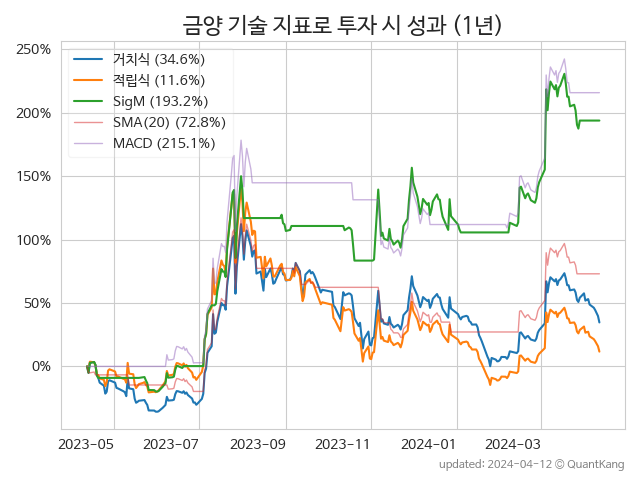 금양 기술 지표로 투자 시 성과 (1년)
250%
200%
150%
100%
50%
0%
거치식 (34.6%)
적립식 (11.6%)
SigM (193.2%)
SMA(20) (72.8%)
MACD (215.1%)
2023-05 2023-07 2023-09 2023-11 2024-01 2024-03
updated: 2024-04-12 © QuantKang